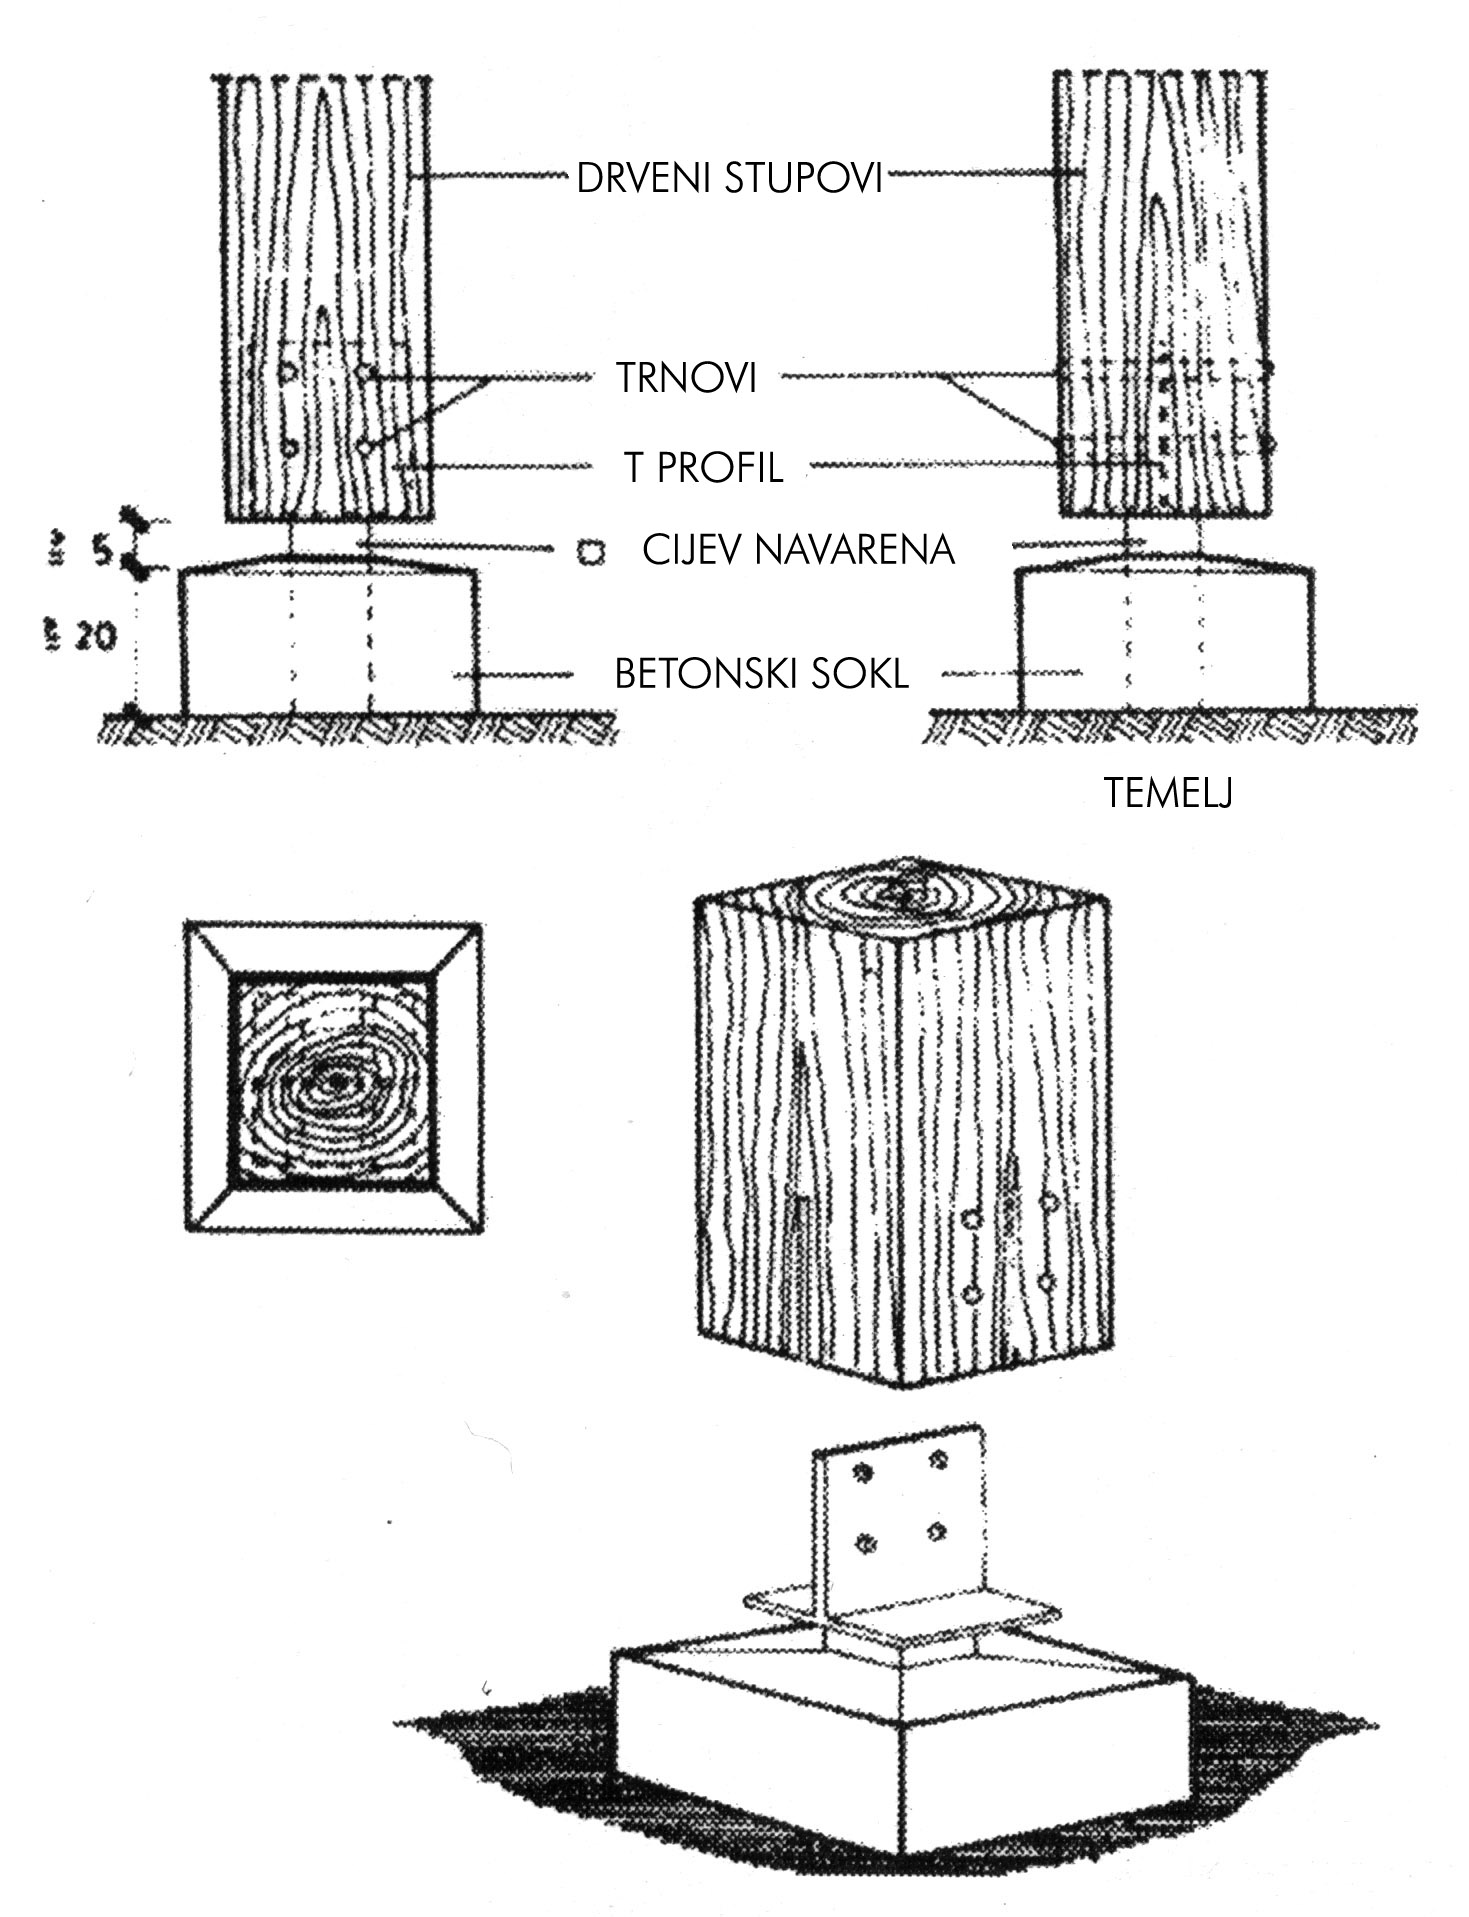 DRVENI STUPOVI
TRNOVI
T PROFIL
≥ 5
CIJEV NAVARENA
≥ 20
BETONSKI SOKL
TEMELJ